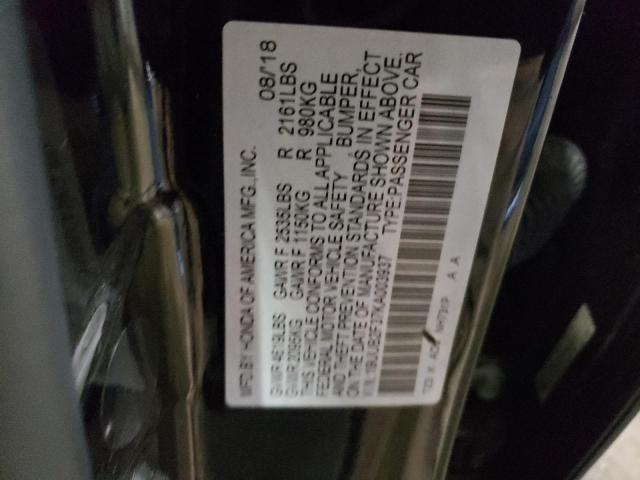 MFD.BY HONDA OF AMERICA MFG.,INC. 08/'18
GVWR 4619LBS GAWR F 2535LBS R 2161LBS
GVWR 2095KG GAWR F 1150KG R 980KG
THIS VEHICLE CONFORMS TO ALL APPLICABLE
FEDERAL MOTOR VEHICLE SAFETY BUMPER,
AND THEFT PREVENTION STANDARDS IN EFFECT
ON THE DATE OF MANUFACTURE SHOWN ABOVE.
TYPE:PASSENGER CAR
A A